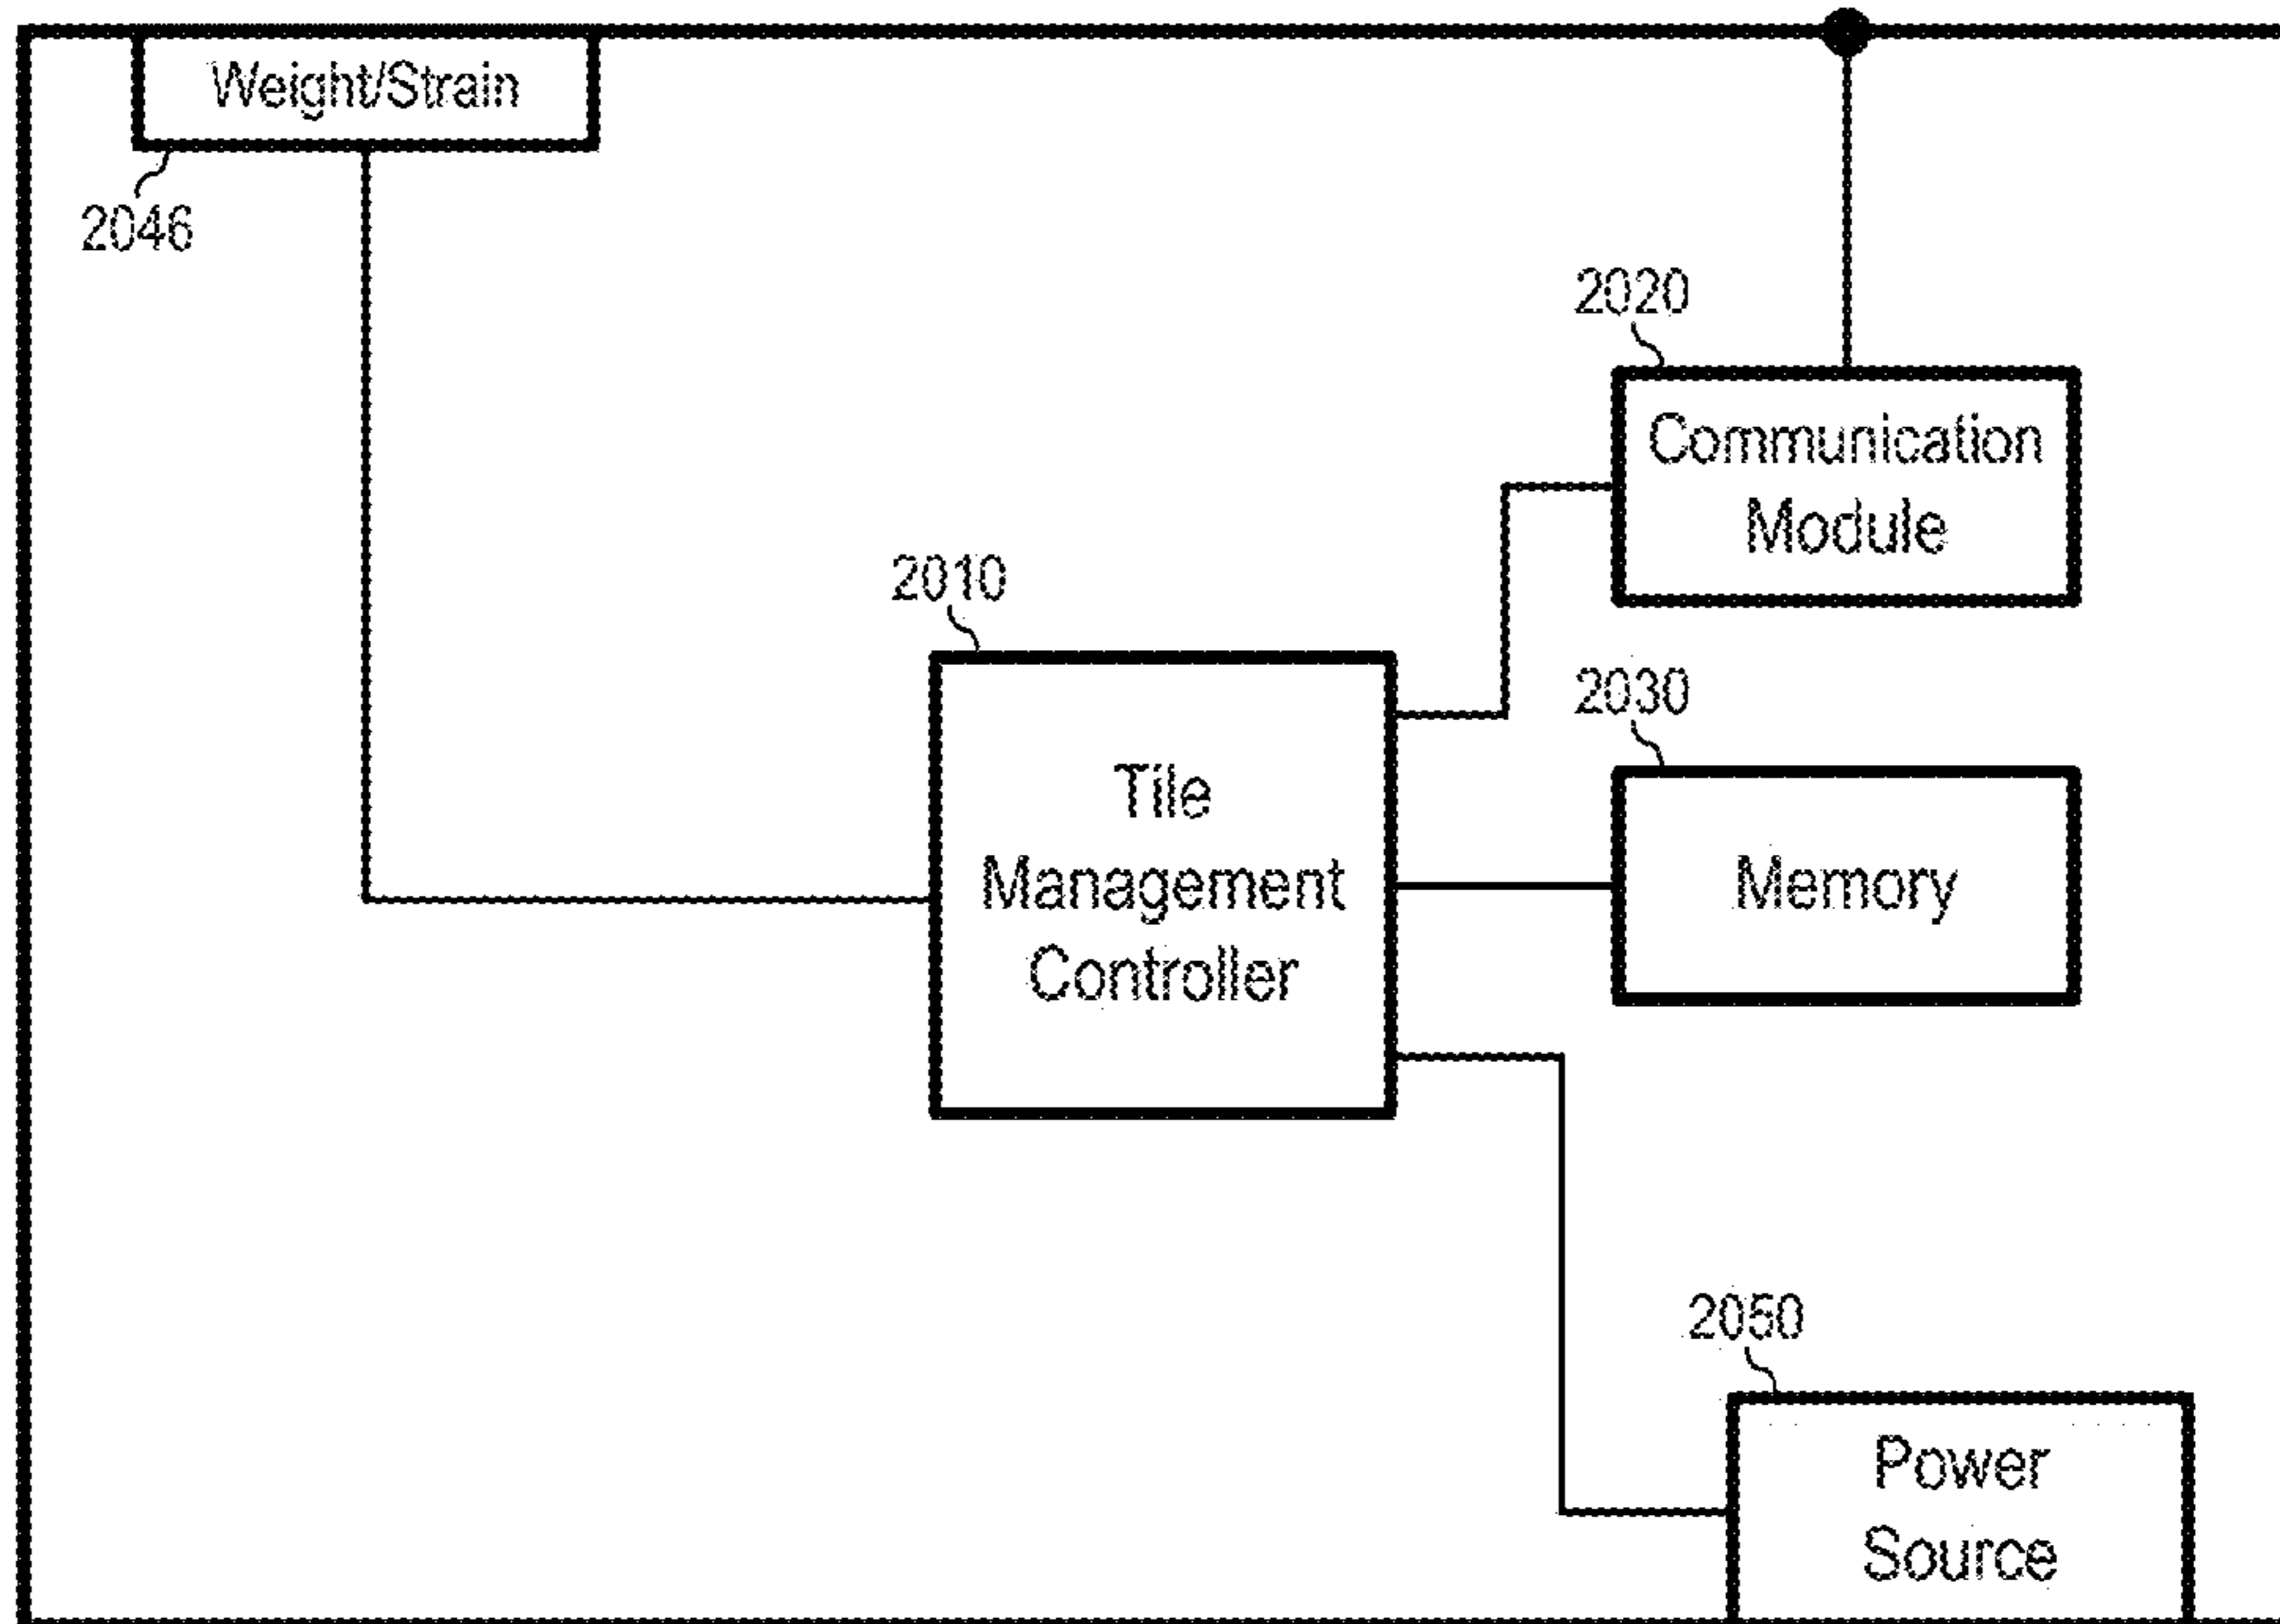 Weight/Strain
2046
2020
Communication
Module
2010
Tile
Management
Controller
2030
Memory
2050
Power
Source